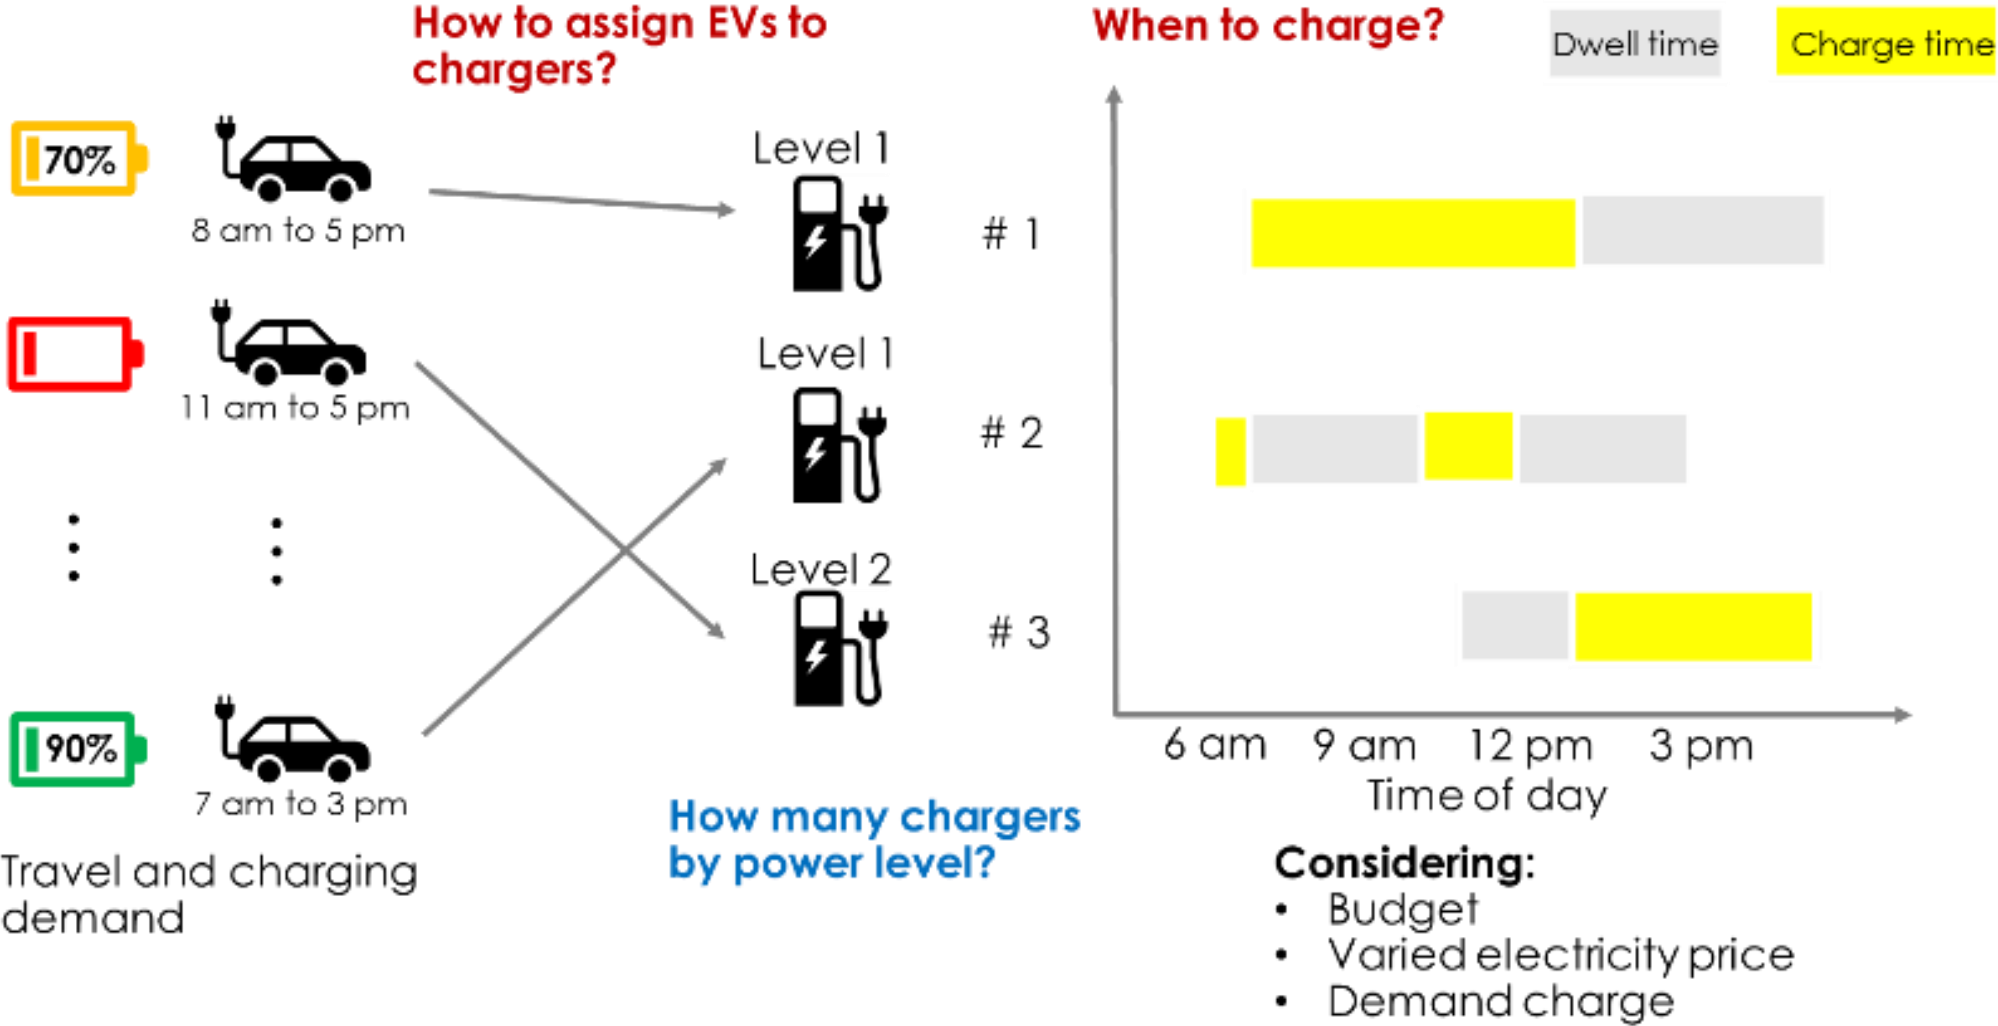 How to assign EVs to
chargers?
When to charge?
Dwell time
Charge time
70%
8 am to 5 pm
Level 1
# 1
11 am to 5 pm
Level 1
# 2
Level 2
# 3
90%
7 am to 3 pm
6 am 9 am 12 pm 3 pm
Time of day
How many chargers
by power level?
Travel and charging
demand
Considering:
• Budget
• Varied electricity price
• Demand charge